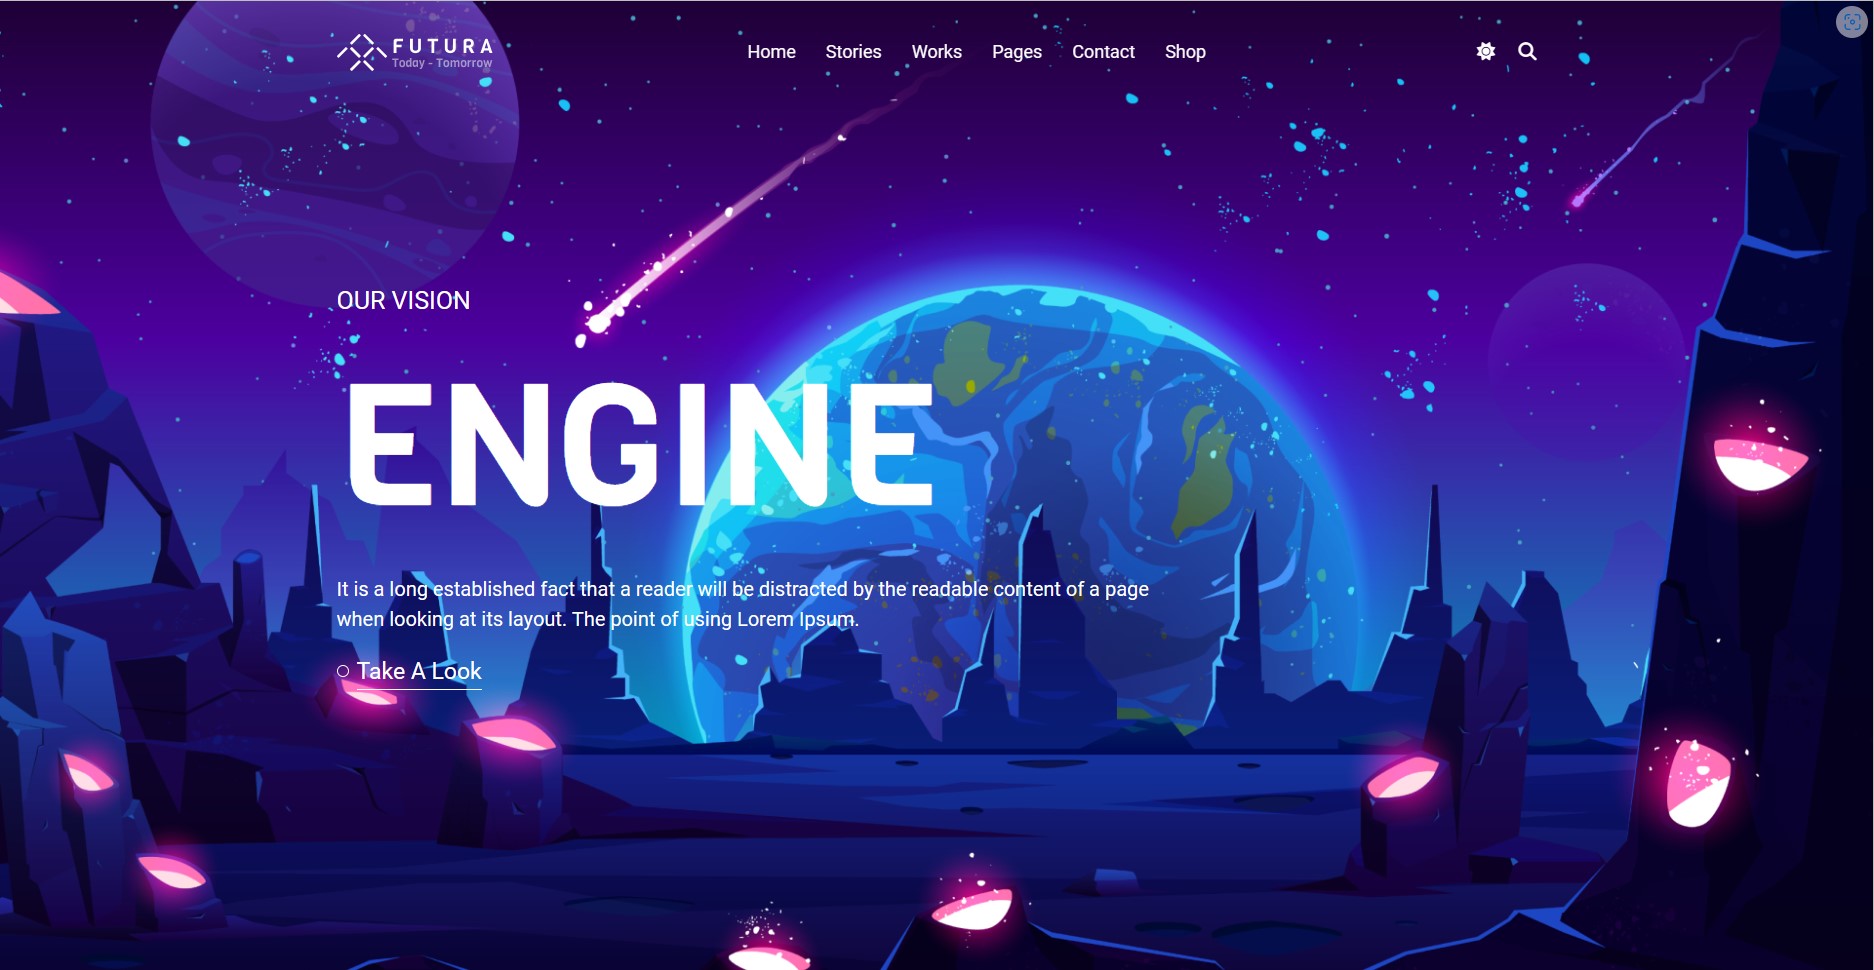 FUTURA
Today - Tomorrow
Home Stories Works Pages Contact Shop
OUR VISION
ENGINE
It is a long established fact that a reader will be distracted by the readable content of a page
when looking at its layout. The point of using Lorem Ipsum.
Take A Look